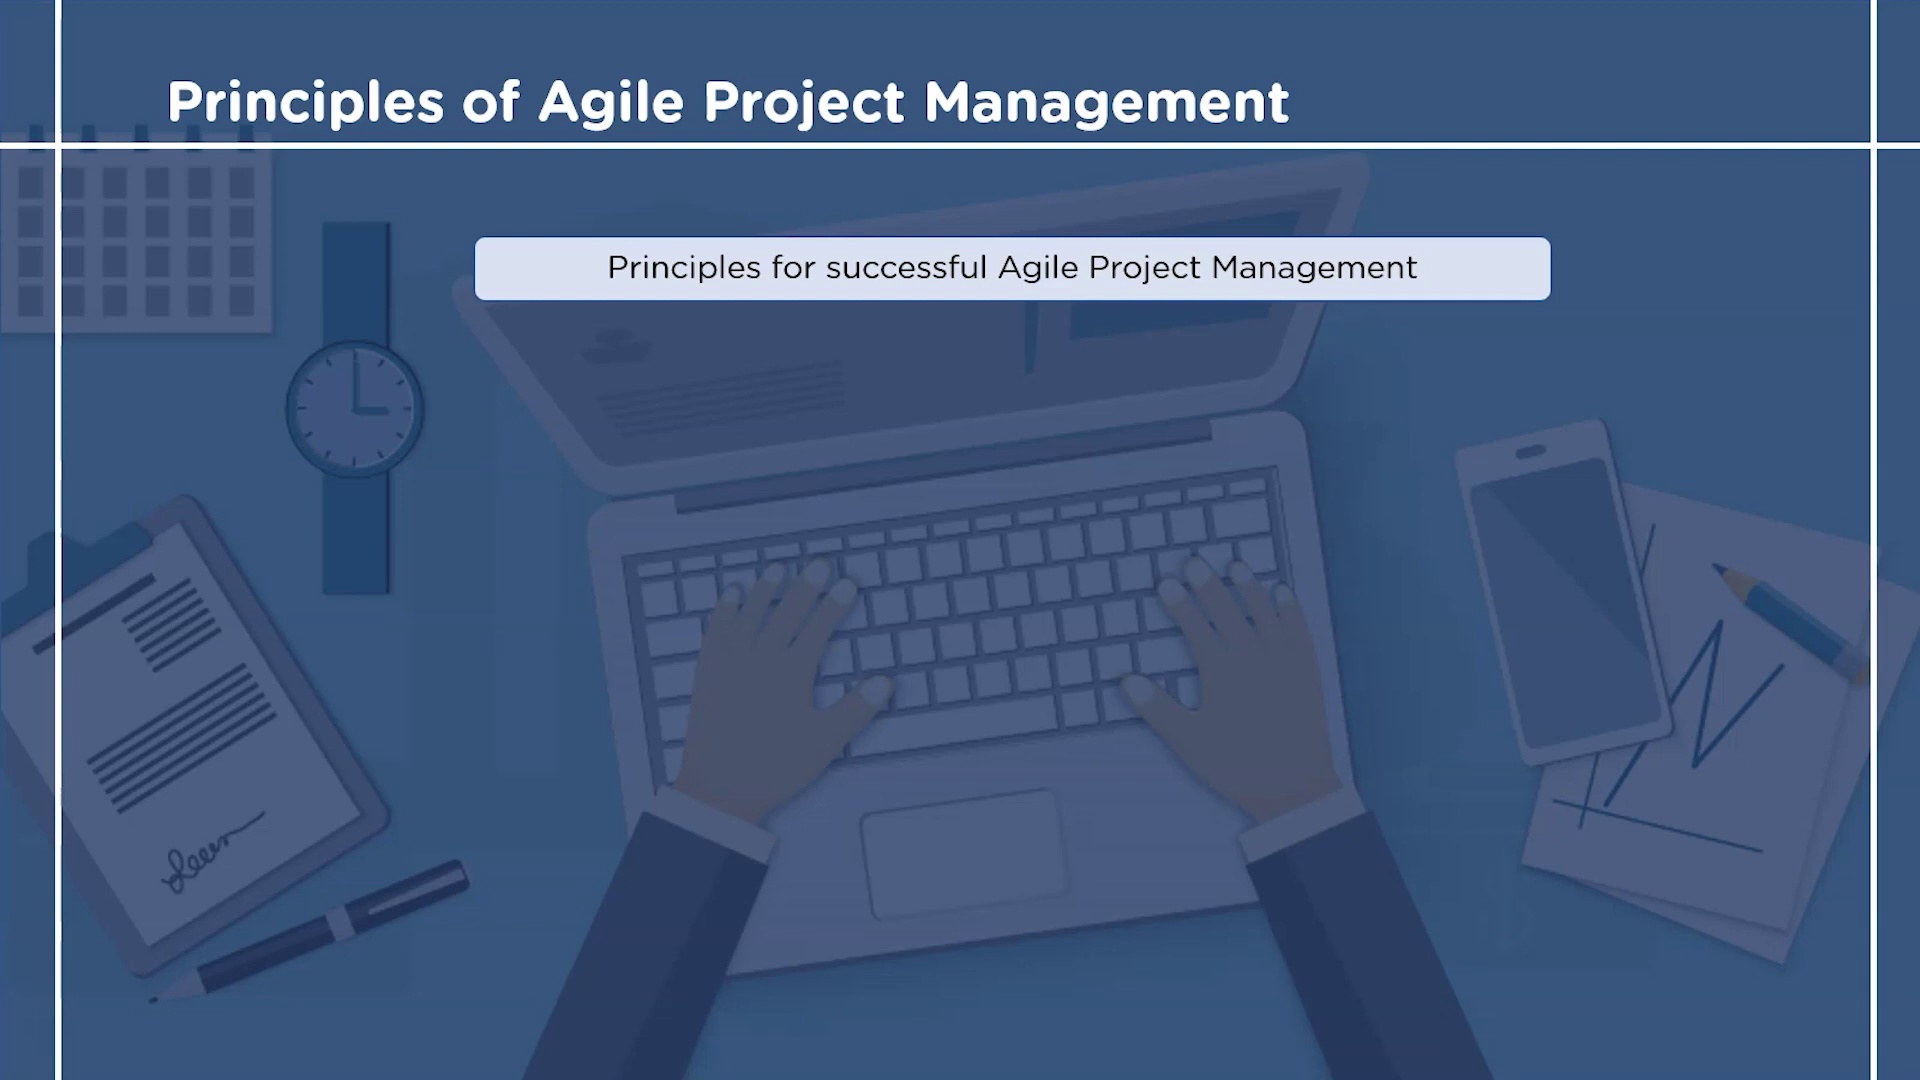 Principles of Agile Project Management
Principles for successful Agile Project Management